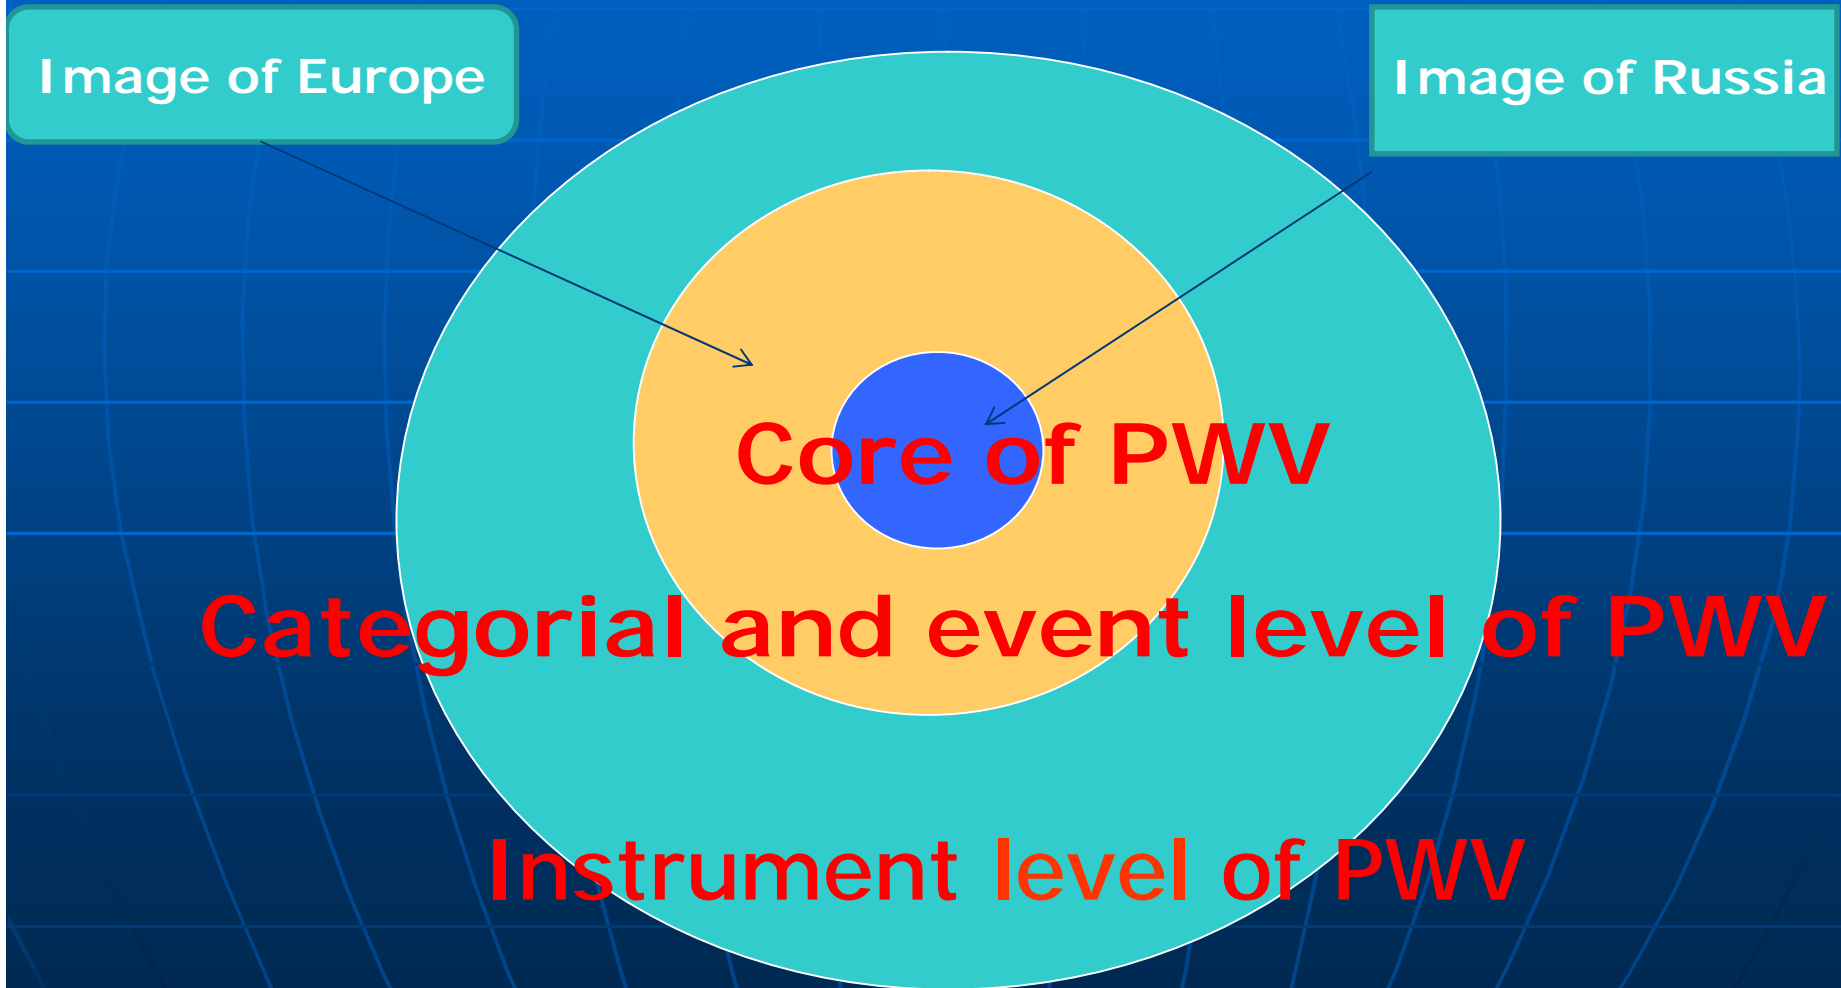 Image of Europe
Image of Russia
Core of PWV
Categorial and event level of PWV
Instrument level of PWV